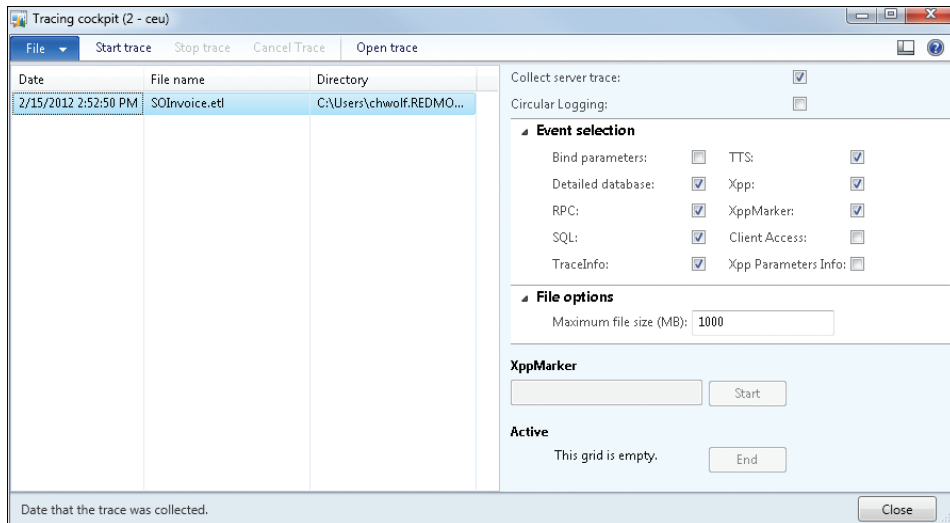 Tracing cockpit (2 - ceu)
File Start trace Stop trace Cancel Trace Open trace
Date File name Directory
2/15/2012 2:52:50 PM SOInvoice.etl C:\Users\chwolf.REDMO...
Collect server trace:
Circular Logging:
Event selection
Bind parameters: TTS:
Detailed database: Xpp:
RPC: XppMarker:
SQL: Client Access:
TraceInfo: Xpp Parameters Info:
File options
Maximum file size (MB): 1000
XppMarker
Start
Active
This grid is empty. End
Date that the trace was collected. Close